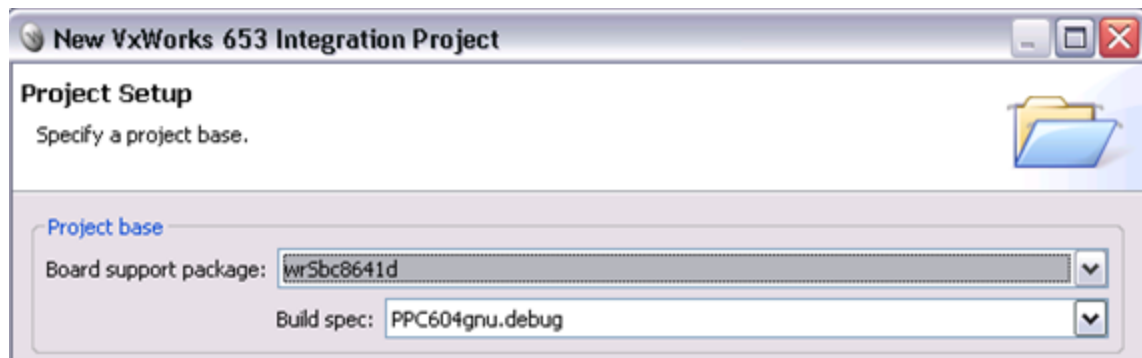 New VxWorks 653 Integration Project
Project Setup
Specify a project base.
Project base
Board support package: wrSbc8641d
Build spec: PPC604gnu.debug